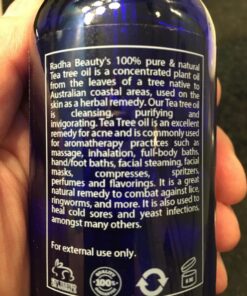 Radha Beauty's 100% pure & natural
Tea tree oil is a concentrated plant oil
from the leaves of a tree native to
Australian coastal areas, used on the
skin as a herbal remedy. Our Tea tree oil
is cleansing, purifying and
invigorating. Tea Tree oil is an excellent
remedy for acne and is commonly used
for aromatherapy practices such as
massage, inhalation, full-body baths,
hand/foot baths, facial steaming, facial
masks, compresses, spritzers,
perfumes and flavorings. It is a great
natural remedy to combat against lice,
ringworms, and more. It is also used to
heal cold sores and yeast infections,
amongst many others.
For external use only.
100%